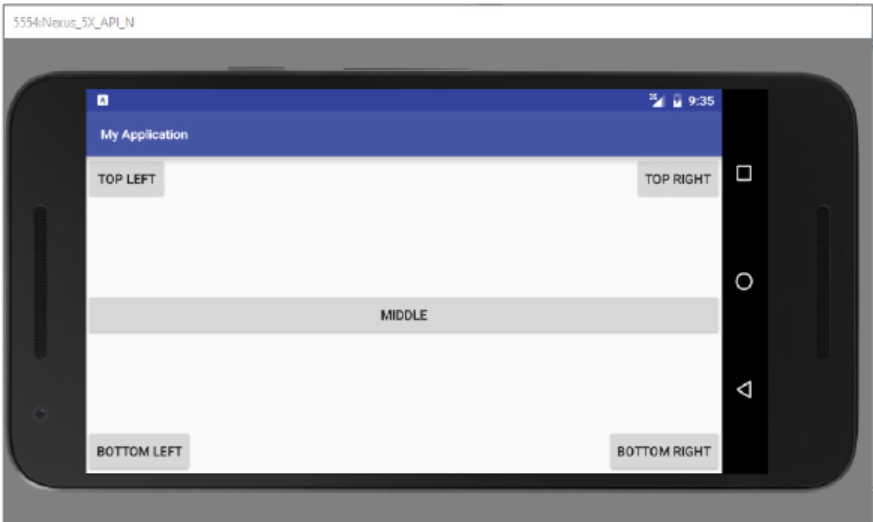 5554:Nexus_5X_API_N
9:35
My Application
TOP LEFT TOP RIGHT
MIDDLE
BOTTOM LEFT BOTTOM RIGHT